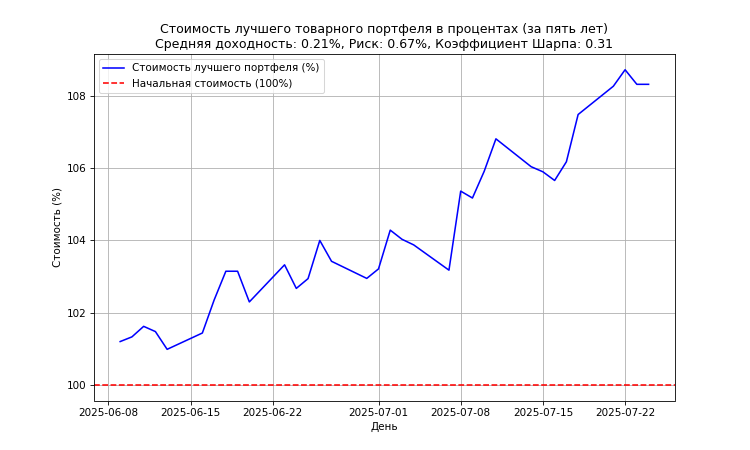 Стоимость лучшего товарного портфеля в процентах (за пять лет)
Средняя доходность: 0.21%, Риск: 0.67%, Коэффициент Шарпа: 0.31
Стоимость лучшего портфеля (%)
Начальная стоимость (100%)
Стоимость (%)
108
106
104
102
100
2025-06-08
2025-06-15
2025-06-22
2025-07-01
2025-07-08
2025-07-15
2025-07-22
День